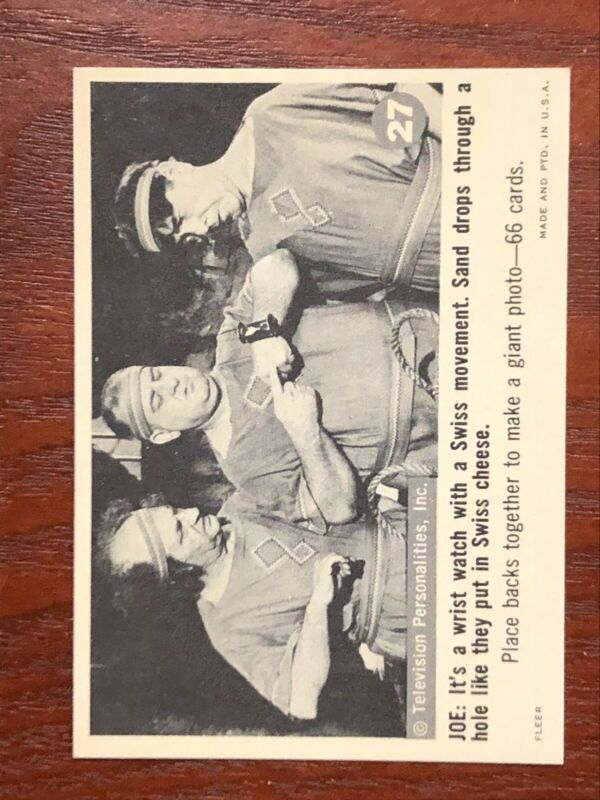 27
© Television Personalities, Inc.
JOE: It's a wrist watch with a Swiss movement. Sand drops through a
hole like they put in Swiss cheese.
Place backs together to make a giant photo—66 cards.
FLEER
MADE AND PTD. IN U.S.A.